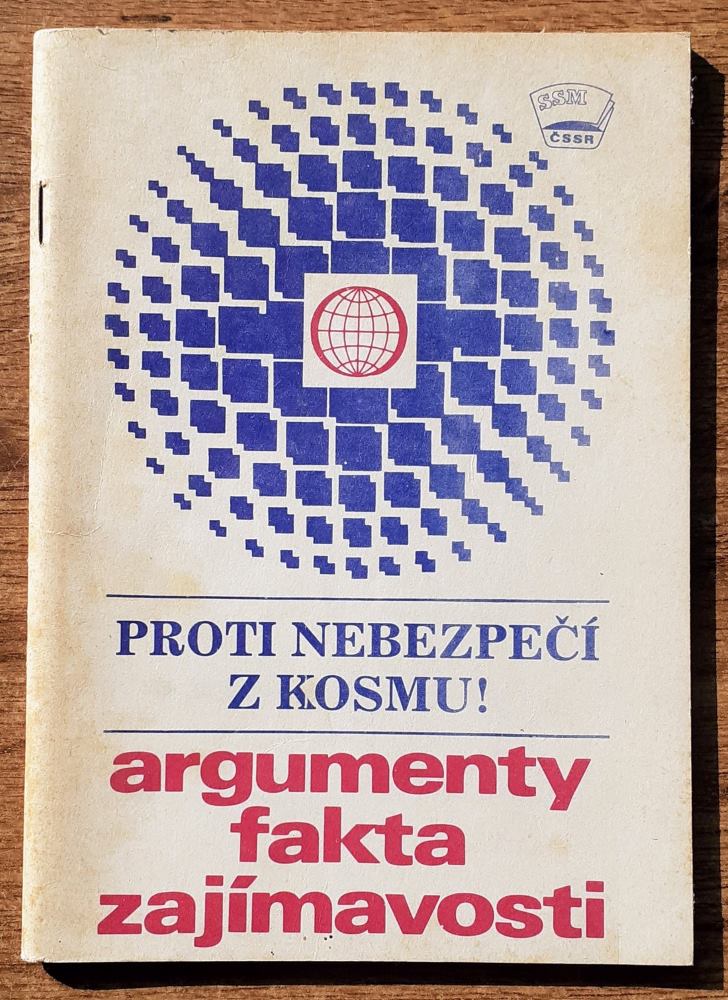 SSM
ČSSR
PROTI NEBEZPEČÍ
Z KOSMU!
argumenty
fakta
zajímavosti